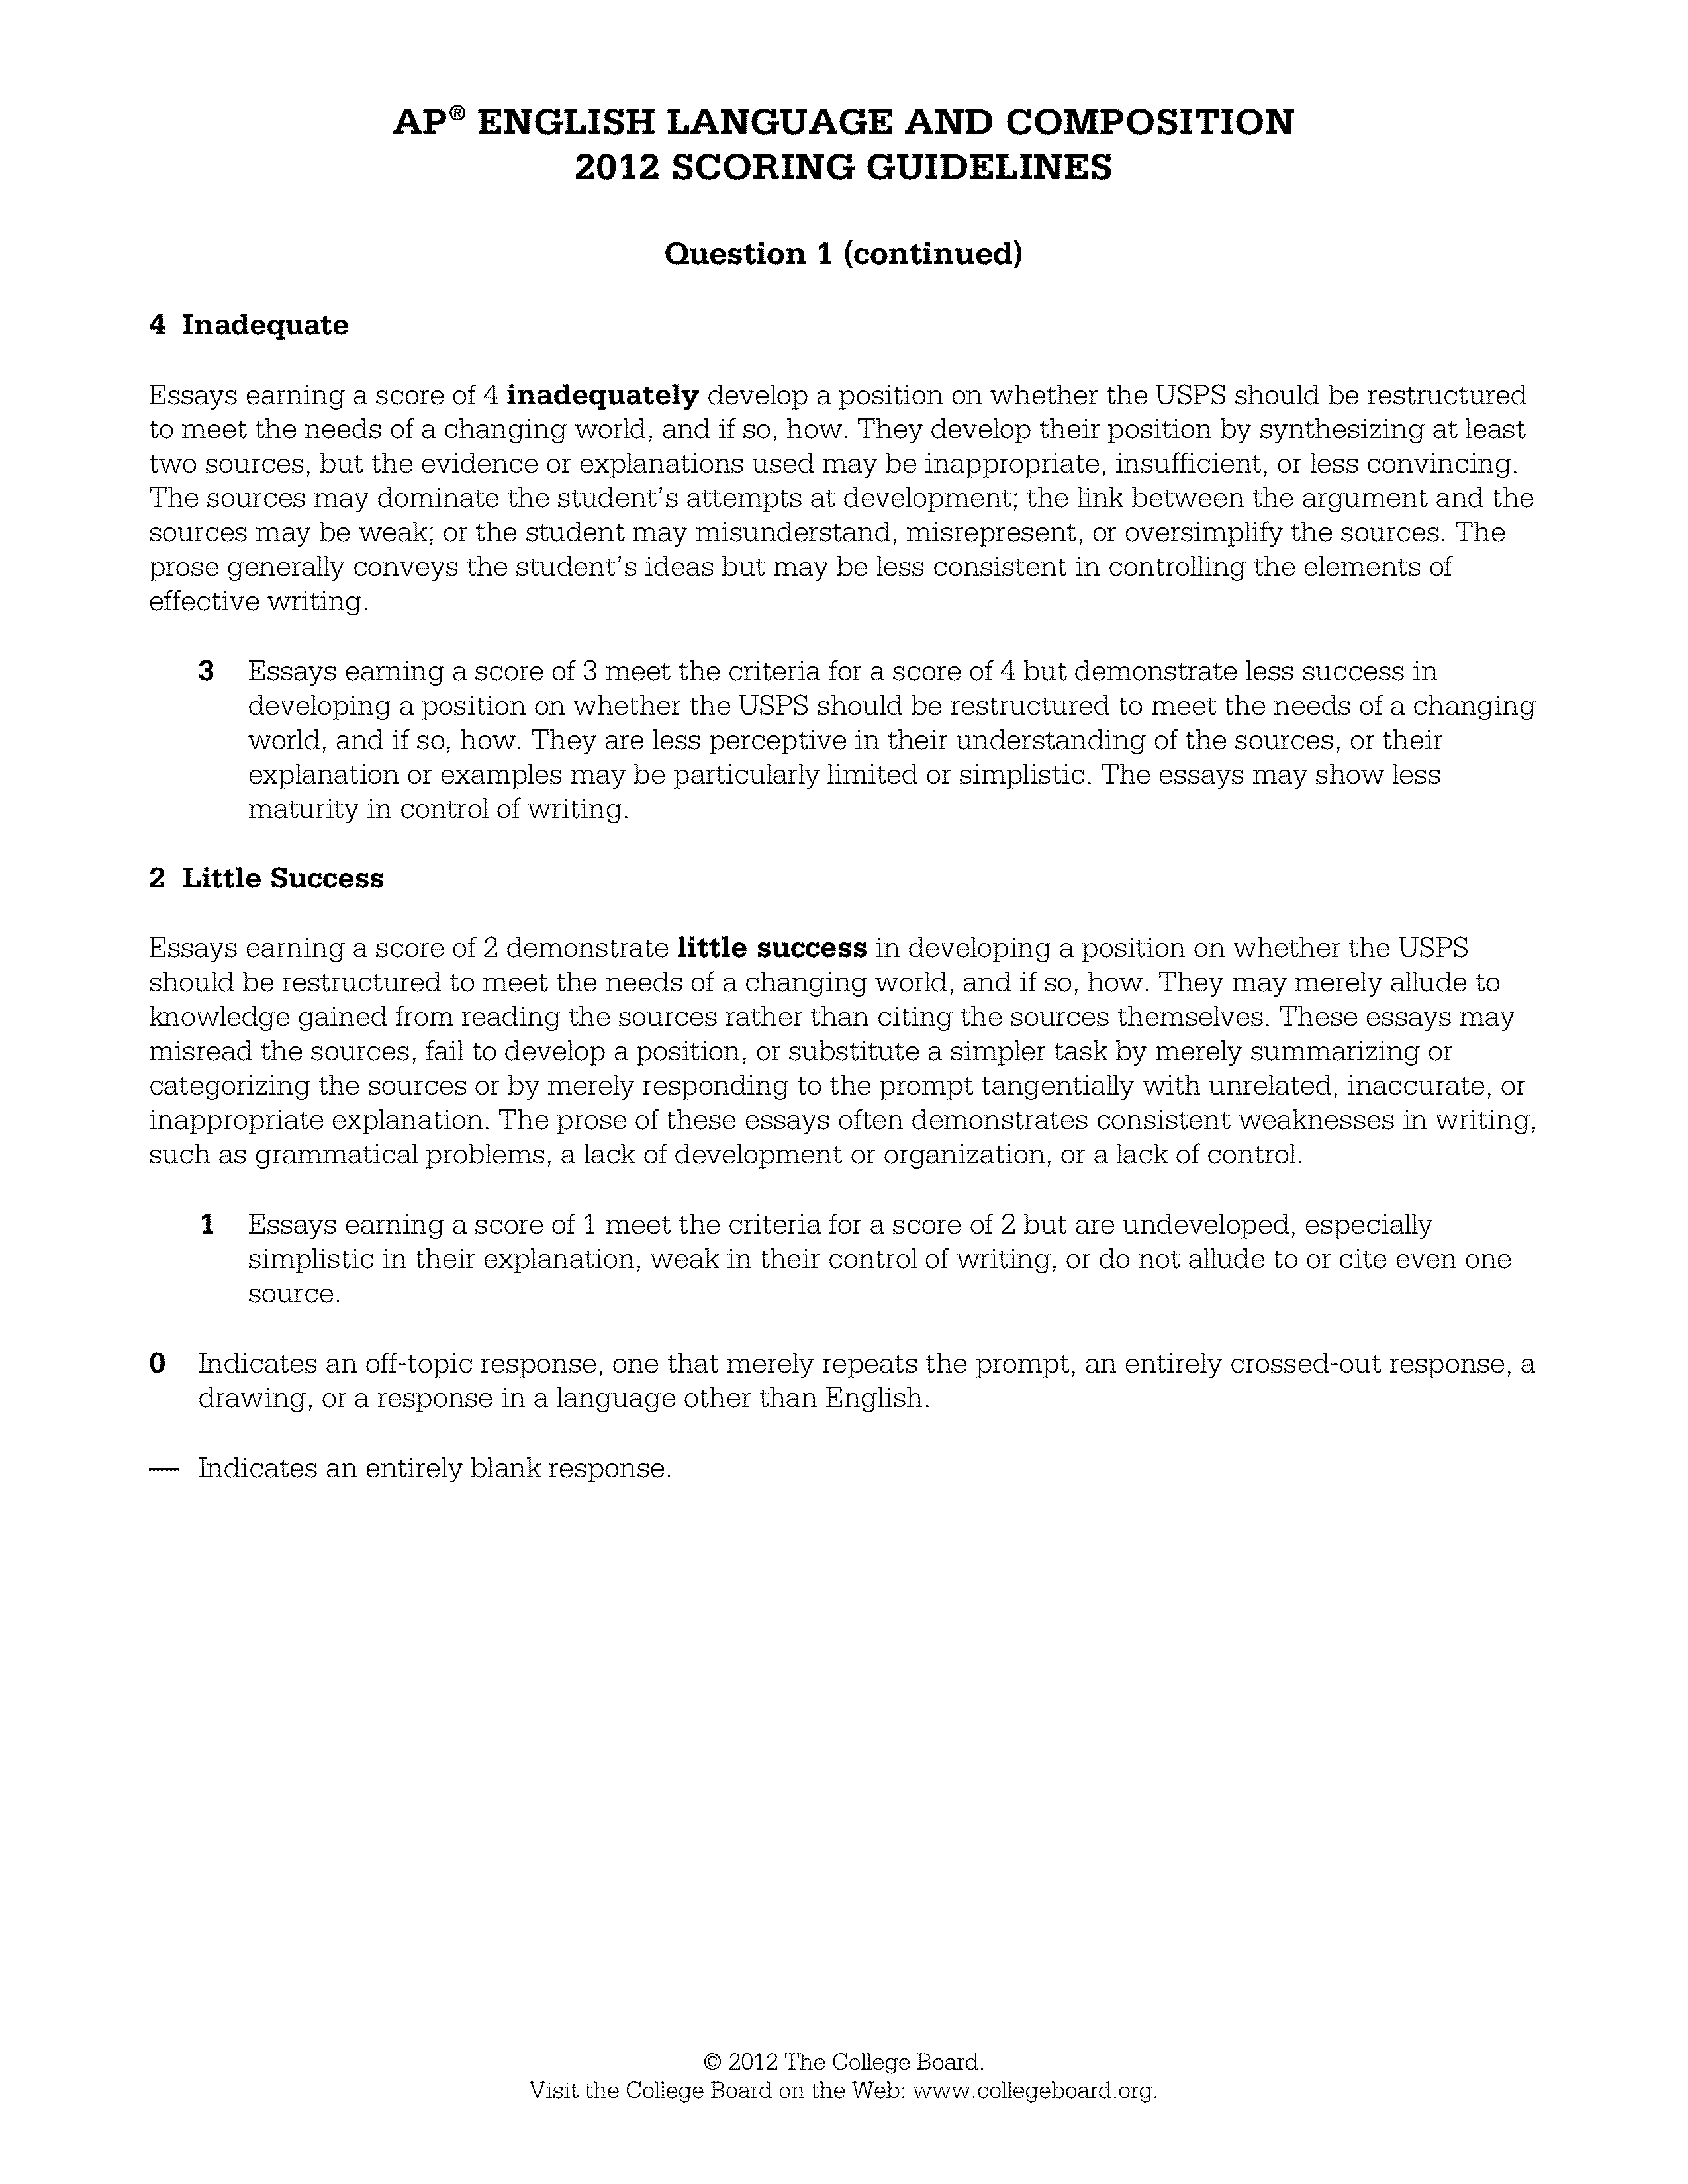 AP® ENGLISH LANGUAGE AND COMPOSITION
2012 SCORING GUIDELINES
Question 1 (continued)
4 Inadequate
Essays earning a score of 4 inadequately develop a position on whether the USPS should be restructured
to meet the needs of a changing world, and if so, how. They develop their position by synthesizing at least
two sources, but the evidence or explanations used may be inappropriate, insufficient, or less convincing.
The sources may dominate the student's attempts at development; the link between the argument and the
sources may be weak; or the student may misunderstand, misrepresent, or oversimplify the sources. The
prose generally conveys the student's ideas but may be less consistent in controlling the elements of
effective writing.
3 Essays earning a score of 3 meet the criteria for a score of 4 but demonstrate less success in
developing a position on whether the USPS should be restructured to meet the needs of a changing
world, and if so, how. They are less perceptive in their understanding of the sources, or their
explanation or examples may be particularly limited or simplistic. The essays may show less
maturity in control of writing.
2 Little Success
Essays earning a score of 2 demonstrate little success in developing a position on whether the USPS
should be restructured to meet the needs of a changing world, and if so, how. They may merely allude to
knowledge gained from reading the sources rather than citing the sources themselves. These essays may
misread the sources, fail to develop a position, or substitute a simpler task by merely summarizing or
categorizing the sources or by merely responding to the prompt tangentially with unrelated, inaccurate, or
inappropriate explanation. The prose of these essays often demonstrates consistent weaknesses in writing,
such as grammatical problems, a lack of development or organization, or a lack of control.
1 Essays earning a score of 1 meet the criteria for a score of 2 but are undeveloped, especially
simplistic in their explanation, weak in their control of writing, or do not allude to or cite even one
source.
0 Indicates an off-topic response, one that merely repeats the prompt, an entirely crossed-out response, a
drawing, or a response in a language other than English.
— Indicates an entirely blank response.
© 2012 The College Board.
Visit the College Board on the Web: www.collegeboard.org.